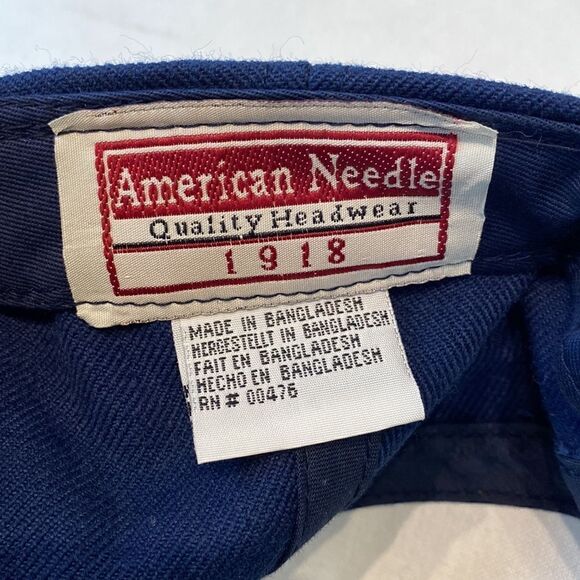 American Needle
Quality Headwear
1918
MADE IN BANGLADESH
HERGESTELLT IN BANGLADESH
FAIT EN BANGLADESH
HECHO EN BANGLADESH
RN # 00476